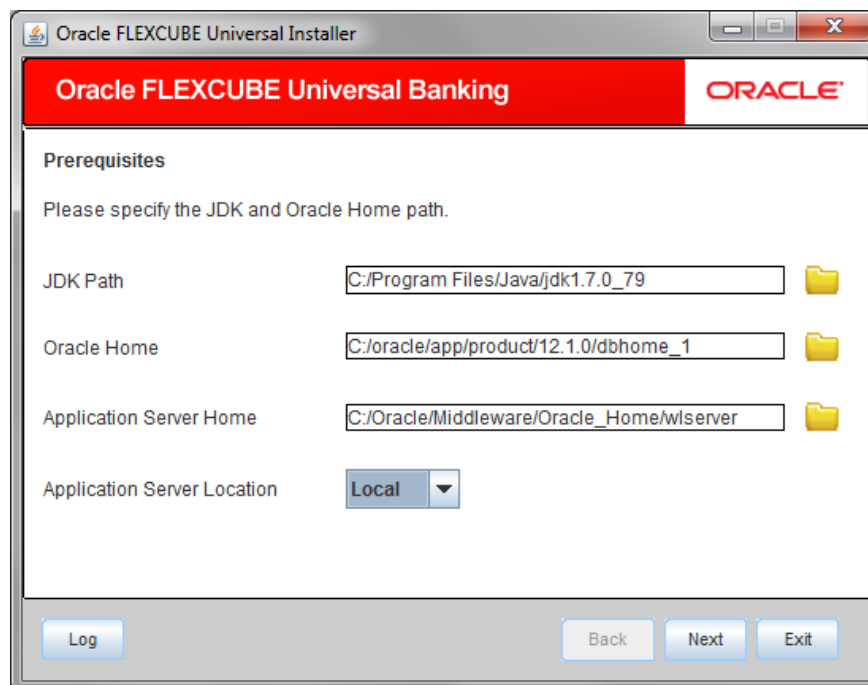 Oracle FLEXCUBE Universal Installer
Oracle FLEXCUBE Universal Banking
ORACLE
Prerequisites
Please specify the JDK and Oracle Home path.
JDK Path C:/Program Files/Java/jdk1.7.0_79
Oracle Home C:/oracle/app/product/12.1.0/dbhome_1
Application Server Home C:/Oracle/Middleware/Oracle_Home/wlserver
Application Server Location Local
Log Back Next Exit